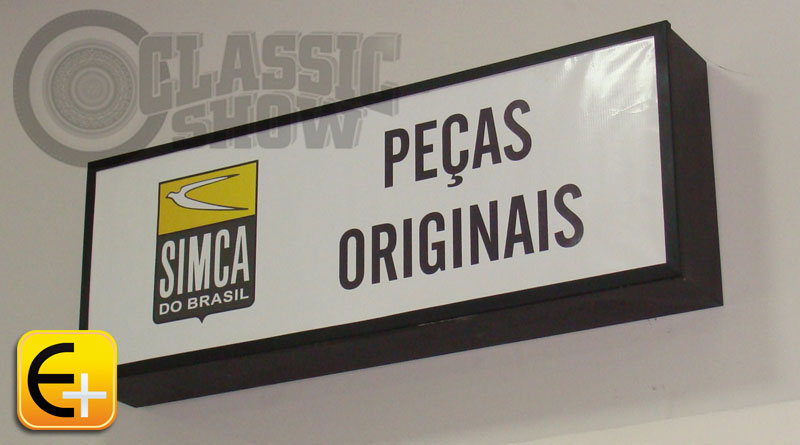 CLASSIC
SHOW
PEÇAS
ORIGINAIS
SIMCA
DO BRASIL
E+